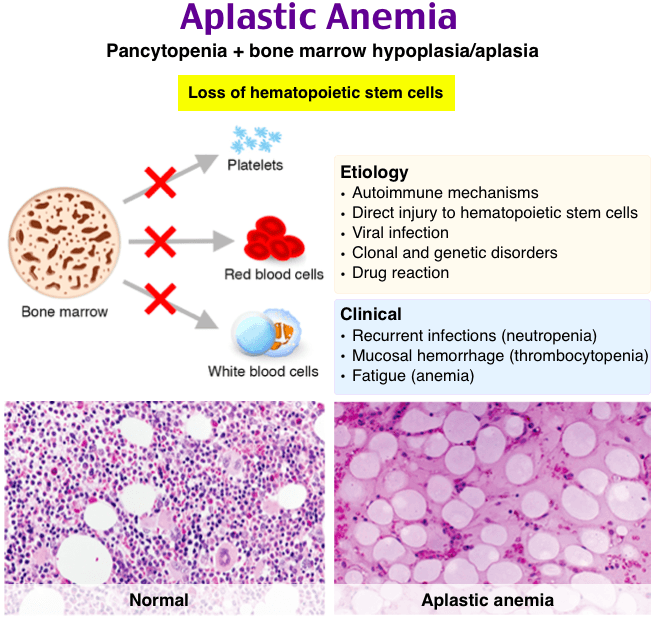 Aplastic Anemia
Pancytopenia + bone marrow hypoplasia/aplasia
Loss of hematopoietic stem cells
Platelets
Red blood cells
Bone marrow
White blood cells
Etiology
• Autoimmune mechanisms
• Direct injury to hematopoietic stem cells
• Viral infection
• Clonal and genetic disorders
• Drug reaction
Clinical
• Recurrent infections (neutropenia)
• Mucosal hemorrhage (thrombocytopenia)
• Fatigue (anemia)
Normal
Aplastic anemia